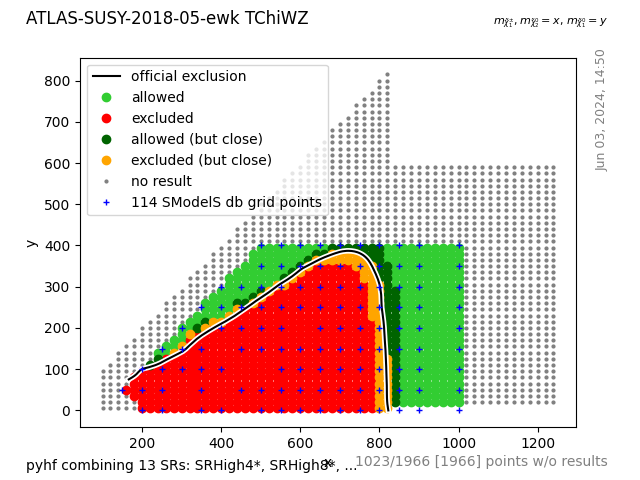 ATLAS-SUSY-2018-05-ewk TChiWZ
m_{χ̃_1^±}, m_{χ̃_2^0} = x, m_{χ̃_1^0} = y
Jun 03, 2024, 14:50
official exclusion
allowed
excluded
allowed (but close)
excluded (but close)
no result
114 SModelS db grid points
y
800
700
600
500
400
300
200
100
0
200
400
600
800
1000
1200
x
pyhf combining 13 SRs: SRHigh4*, SRHigh8*, ...
1023/1966 [1966] points w/o results